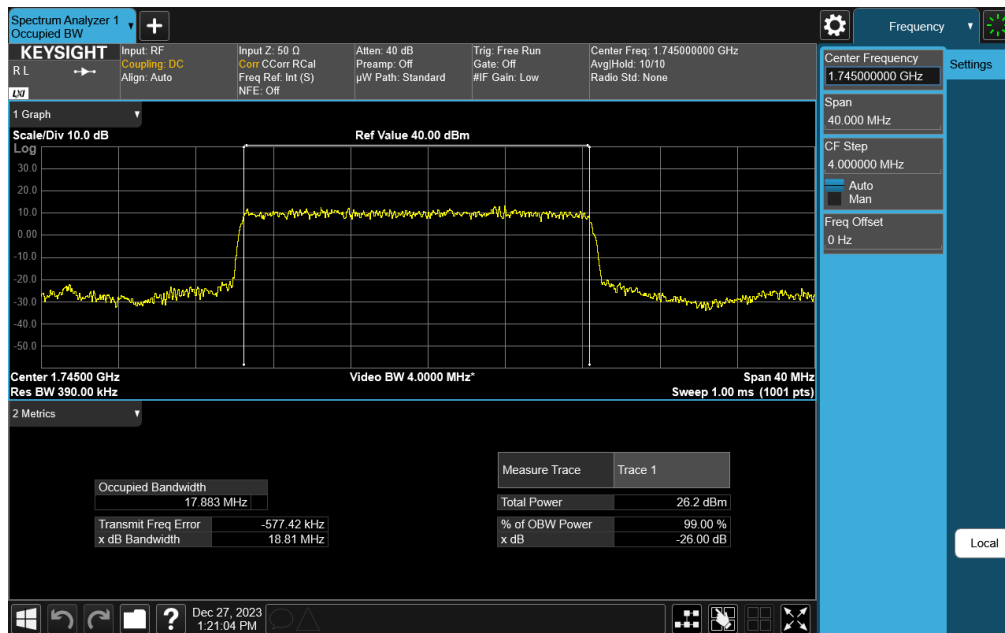 Spectrum Analyzer 1
Occupied BW
Frequency
KEYSIGHT
R L
LXI
Input: RF
Coupling: DC
Align: Auto
Input Z: 50 Ω
Corr CCorr RCal
Freq Ref: Int (S)
NFE: Off
Atten: 40 dB
Preamp: Off
µW Path: Standard
Trig: Free Run
Gate: Off
#IF Gain: Low
Center Freq: 1.745000000 GHz
Avg|Hold: 10/10
Radio Std: None
Center Frequency
1.745000000 GHz
Settings
Span
40.000 MHz
CF Step
4.000000 MHz
Auto
Man
Freq Offset
0 Hz
1 Graph
Scale/Div 10.0 dB
Ref Value 40.00 dBm
Log
30.0
20.0
10.0
0.00
-10.0
-20.0
-30.0
-40.0
-50.0
Center 1.74500 GHz
Video BW 4.0000 MHz*
Span 40 MHz
Res BW 390.00 kHz
Sweep 1.00 ms (1001 pts)
2 Metrics
Measure Trace Trace 1
Occupied Bandwidth
17.883 MHz
Total Power 26.2 dBm
Transmit Freq Error -577.42 kHz
% of OBW Power 99.00 %
x dB Bandwidth 18.81 MHz
x dB -26.00 dB
Local
?
Dec 27, 2023
1:21:04 PM